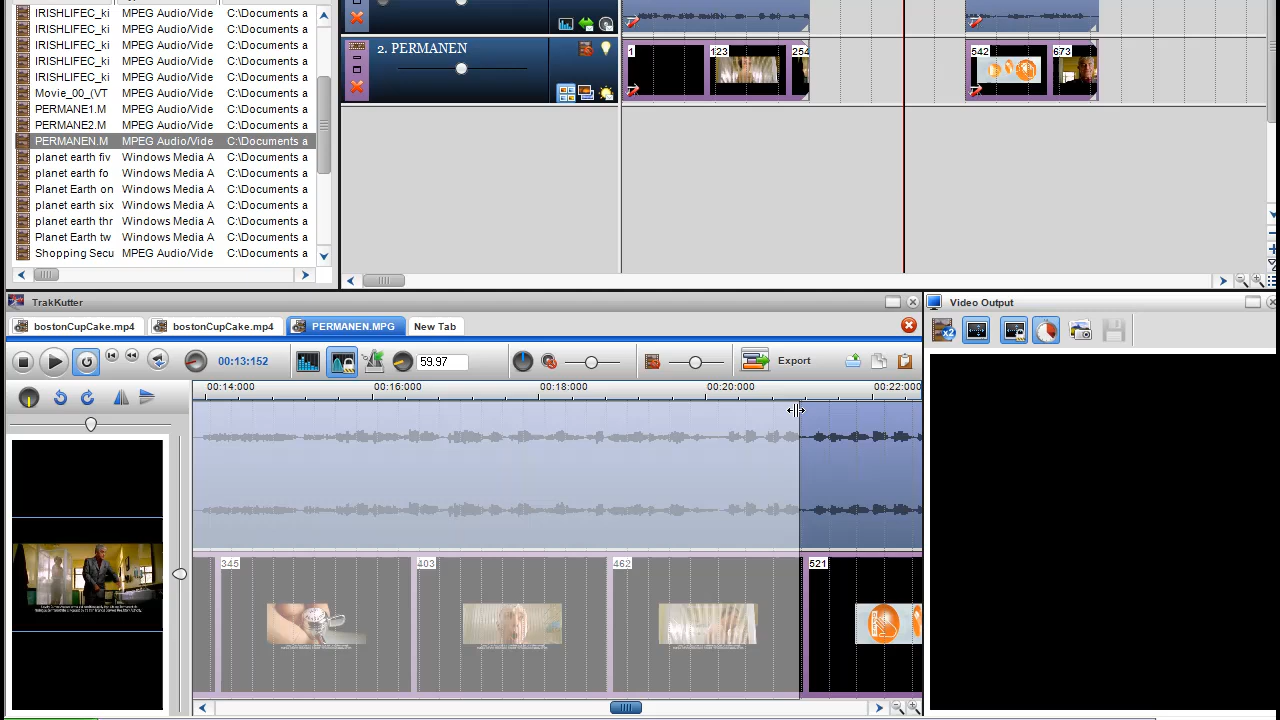 IRISHLIFEC_ki MPEG Audio/Vide C:\Documents a
IRISHLIFEC_ki MPEG Audio/Vide C:\Documents a
IRISHLIFEC_ki MPEG Audio/Vide C:\Documents a
IRISHLIFEC_ki MPEG Audio/Vide C:\Documents a
IRISHLIFEC_ki MPEG Audio/Vide C:\Documents a
Movie_00_(VT MPEG Audio/Vide C:\Documents a
PERMANE1.M MPEG Audio/Vide C:\Documents a
PERMANE2.M MPEG Audio/Vide C:\Documents a
PERMANEN.M MPEG Audio/Vide C:\Documents a
planet earth fiv Windows Media A C:\Documents a
planet earth fo Windows Media A C:\Documents a
Planet Earth on Windows Media A C:\Documents a
planet earth six Windows Media A C:\Documents a
planet earth thr Windows Media A C:\Documents a
Planet Earth tw Windows Media A C:\Documents a
Shopping Secu MPEG Audio/Vide C:\Documents a
2. PERMANEN
1 123 254 542 673
TrakKutter
Video Output
bostonCupCake.mp4 bostonCupCake.mp4 PERMANEN.MPG New Tab
00:13:152 59.97 Export
00:14:000 00:16:000 00:18:000 00:20:000 00:22:000
345 403 462 521